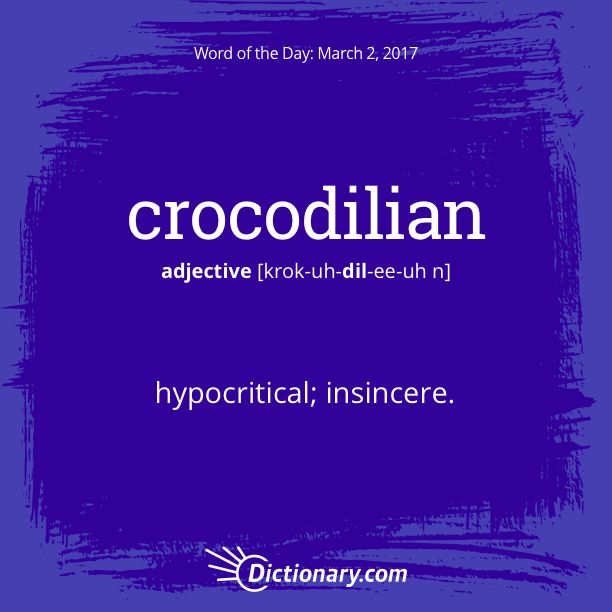 Word of the Day: March 2, 2017
crocodilian
adjective [krok-uh-dil-ee-uh n]
hypocritical; insincere.
Dictionary.com